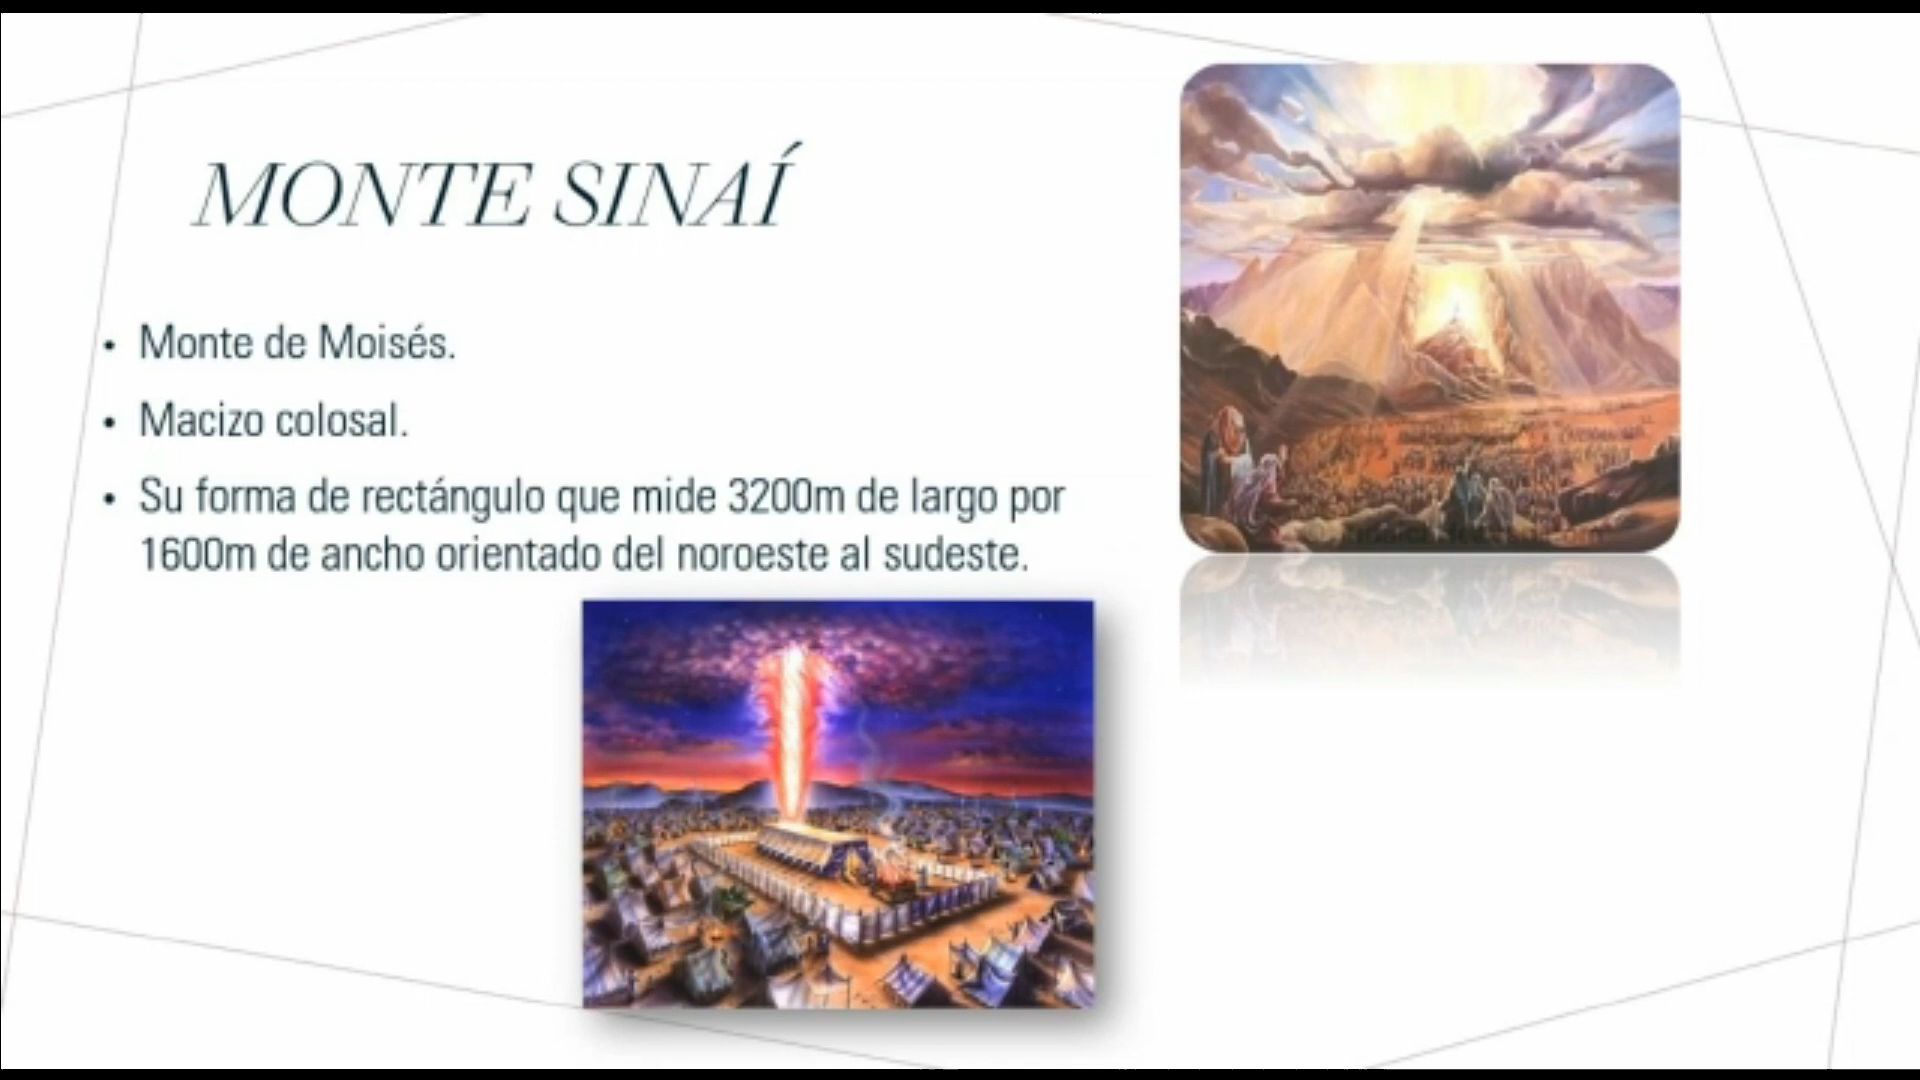 MONTE SINAÍ
• Monte de Moisés.
• Macizo colosal.
• Su forma de rectángulo que mide 3200m de largo por
1600m de ancho orientado del noroeste al sudeste.